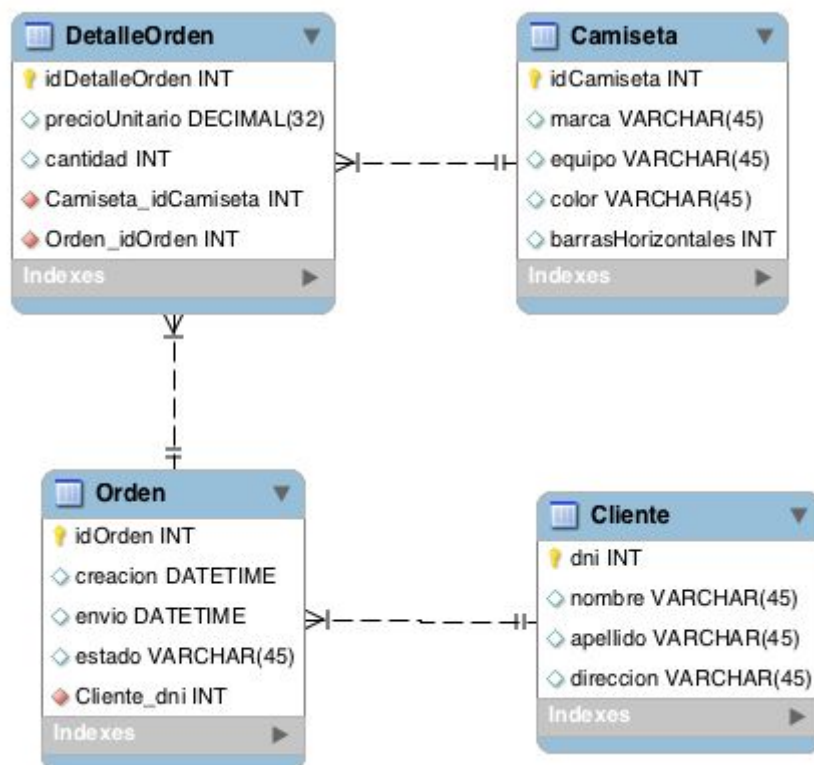 DetalleOrden
idDetalleOrden INT
precioUnitario DECIMAL(32)
cantidad INT
Camiseta_idCamiseta INT
Orden_idOrden INT
Indexes
Camiseta
idCamiseta INT
marca VARCHAR(45)
equipo VARCHAR(45)
color VARCHAR(45)
barrasHorizontales INT
Indexes
Orden
idOrden INT
creacion DATETIME
envio DATETIME
estado VARCHAR(45)
Cliente_dni INT
Indexes
Cliente
dni INT
nombre VARCHAR(45)
apellido VARCHAR(45)
direccion VARCHAR(45)
Indexes